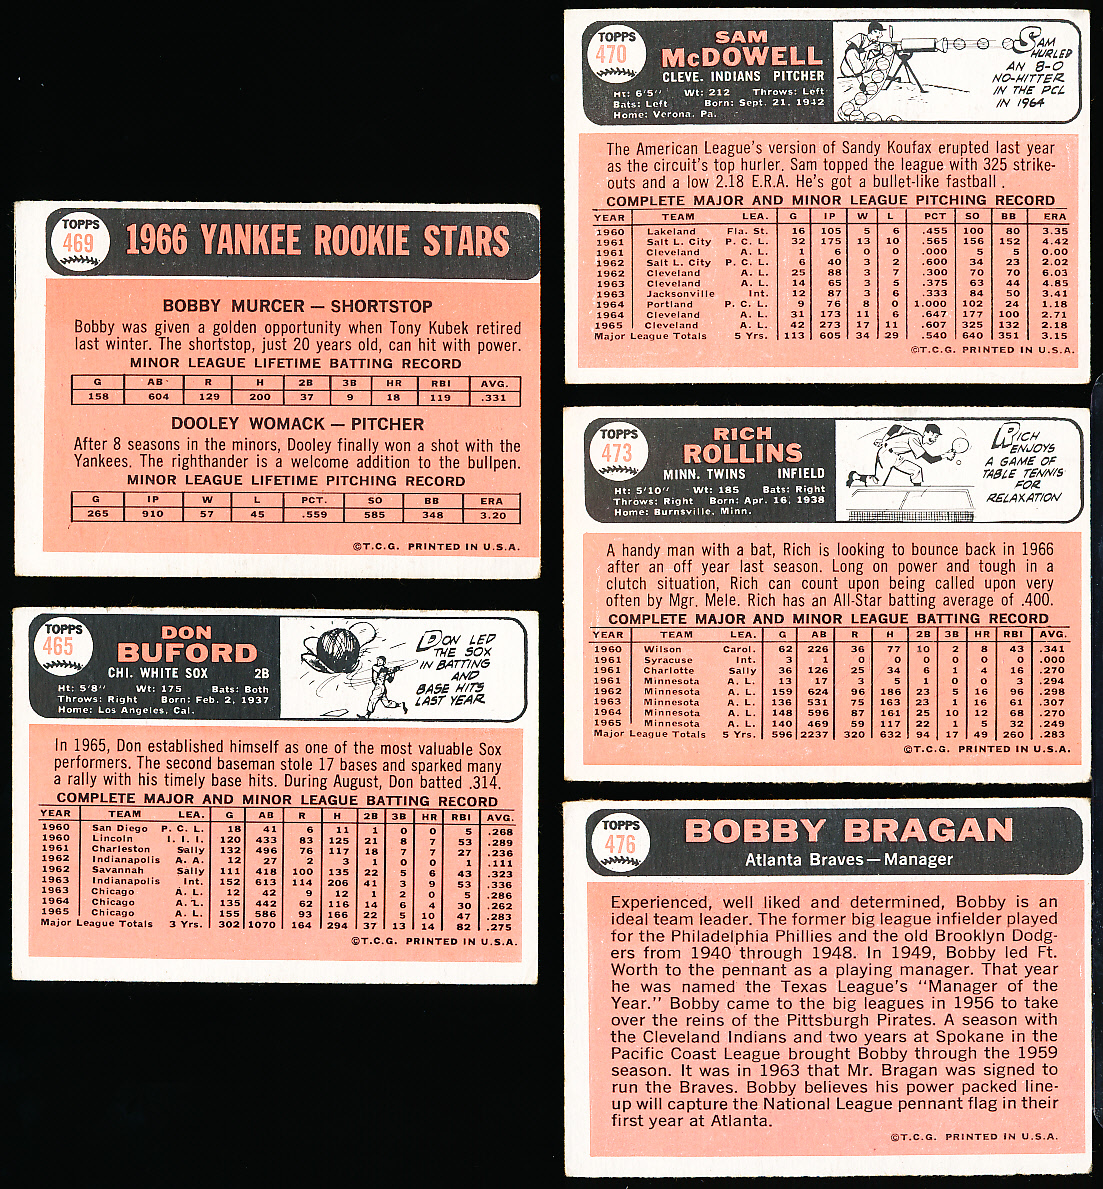 TOPPS
469
1966 YANKEE ROOKIE STARS
BOBBY MURCER — SHORTSTOP
Bobby was given a golden opportunity when Tony Kubek retired
last winter. The shortstop, just 20 years old, can hit with power.
MINOR LEAGUE LIFETIME BATTING RECORD
G AB R H 2B 3B HR RBI AVG.
158 604 129 200 37 9 18 119 .331
DOOLEY WOMACK — PITCHER
After 8 seasons in the minors, Dooley finally won a shot with the
Yankees. The righthander is a welcome addition to the bullpen.
MINOR LEAGUE LIFETIME PITCHING RECORD
G IP W L PCT. SO BB ERA
265 910 57 45 .559 585 348 3.20
©T.C.G. PRINTED IN U.S.A.
TOPPS
465
DON
BUFORD
CHI. WHITE SOX 2B
Ht: 5'8" Wt: 175 Bats: Both
Throws: Right Born: Feb. 2, 1937
Home: Los Angeles, Cal.
DON LED
THE SOX
IN BATTING
AND
BASE HITS
LAST YEAR
In 1965, Don established himself as one of the most valuable Sox
performers. The second baseman stole 17 bases and sparked many
a rally with his timely base hits. During August, Don batted .314.
COMPLETE MAJOR AND MINOR LEAGUE BATTING RECORD
YEAR TEAM LEA. G AB R H 2B 3B HR RBI AVG.
1960 San Diego P. C. L. 18 41 6 11 1 0 0 5 .268
1960 Lincoln I. I. I. 120 433 83 125 21 8 7 53 .289
1961 Charleston Sally 132 496 76 117 18 7 7 27 .236
1962 Indianapolis A. A. 12 27 2 3 1 0 0 1 .111
1962 Savannah Sally 111 418 100 135 22 5 6 43 .323
1963 Indianapolis Int. 152 613 114 206 41 3 9 53 .336
1963 Chicago A. L. 12 42 9 12 1 2 0 5 .286
1964 Chicago A. L. 135 442 62 116 14 6 4 30 .262
1965 Chicago A. L. 155 586 93 166 22 5 10 47 .283
Major League Totals 3 Yrs. 302 1070 164 294 37 13 14 82 .275
©T.C.G. PRINTED IN U.S.A.
TOPPS
470
SAM
McDOWELL
CLEVE. INDIANS PITCHER
Ht: 6'5" Wt: 212 Throws: Left
Bats: Left Born: Sept. 21, 1942
Home: Verona, Pa.
SAM
HURLED
AN 8-0
NO-HITTER
IN THE PCL
IN 1964
The American League's version of Sandy Koufax erupted last year
as the circuit's top hurler. Sam topped the league with 325 strike-
outs and a low 2.18 E.R.A. He's got a bullet-like fastball.
COMPLETE MAJOR AND MINOR LEAGUE PITCHING RECORD
YEAR TEAM LEA. G IP W L PCT SO BB ERA
1960 Lakeland Fla. St. 16 105 5 6 .455 100 80 3.35
1961 Salt L. City P. C. L. 32 175 13 10 .565 156 152 4.42
1961 Cleveland A. L. 1 6 0 0 .000 5 5 0.00
1962 Salt L. City P. C. L. 6 40 3 2 .600 34 23 2.02
1962 Cleveland A. L. 25 88 3 7 .300 70 70 6.03
1963 Cleveland A. L. 14 65 3 5 .375 63 44 4.85
1963 Jacksonville Int. 12 87 3 6 .333 84 50 3.41
1964 Portland P. C. L. 9 76 8 0 1.000 102 24 1.18
1964 Cleveland A. L. 31 173 11 6 .647 177 100 2.71
1965 Cleveland A. L. 42 273 17 11 .607 325 132 2.18
Major League Totals 5 Yrs. 113 605 34 29 .540 640 351 3.15
©T.C.G. PRINTED IN U.S.A.
TOPPS
473
RICH
ROLLINS
MINN. TWINS INFIELD
Ht: 5'10" Wt: 185 Bats: Right
Throws: Right Born: Apr. 16, 1938
Home: Burnsville, Minn.
RICH
ENJOYS
A GAME OF
TABLE TENNIS
FOR
RELAXATION
A handy man with a bat, Rich is looking to bounce back in 1966
after an off year last season. Long on power and tough in a
clutch situation, Rich can count upon being called upon very
often by Mgr. Mele. Rich has an All-Star batting average of .400.
COMPLETE MAJOR AND MINOR LEAGUE BATTING RECORD
YEAR TEAM LEA. G AB R H 2B 3B HR RBI AVG.
1960 Wilson Carol. 62 226 36 77 10 2 8 43 .341
1961 Syracuse Int. 3 1 0 0 0 0 0 0 .000
1961 Charlotte Sally 36 126 25 34 6 1 4 16 .270
1961 Minnesota A. L. 13 17 3 5 1 0 0 3 .294
1962 Minnesota A. L. 159 624 96 186 23 5 16 96 .298
1963 Minnesota A. L. 136 531 75 163 23 1 16 61 .307
1964 Minnesota A. L. 148 596 87 161 25 10 12 68 .270
1965 Minnesota A. L. 140 469 59 117 22 1 5 32 .249
Major League Totals 5 Yrs. 596 2237 320 632 94 17 49 260 .283
©T.C.G. PRINTED IN U.S.A.
TOPPS
476
BOBBY BRAGAN
Atlanta Braves—Manager
Experienced, well liked and determined, Bobby is an
ideal team leader. The former big league infielder played
for the Philadelphia Phillies and the old Brooklyn Dodg-
ers from 1940 through 1948. In 1949, Bobby led Ft.
Worth to the pennant as a playing manager. That year
he was named the Texas League's "Manager of the
Year." Bobby came to the big leagues in 1956 to take
over the reins of the Pittsburgh Pirates. A season with
the Cleveland Indians and two years at Spokane in the
Pacific Coast League brought Bobby through the 1959
season. It was in 1963 that Mr. Bragan was signed to
run the Braves. Bobby believes his power packed line-
up will capture the National League pennant flag in their
first year at Atlanta.
©T.C.G. PRINTED IN U.S.A.